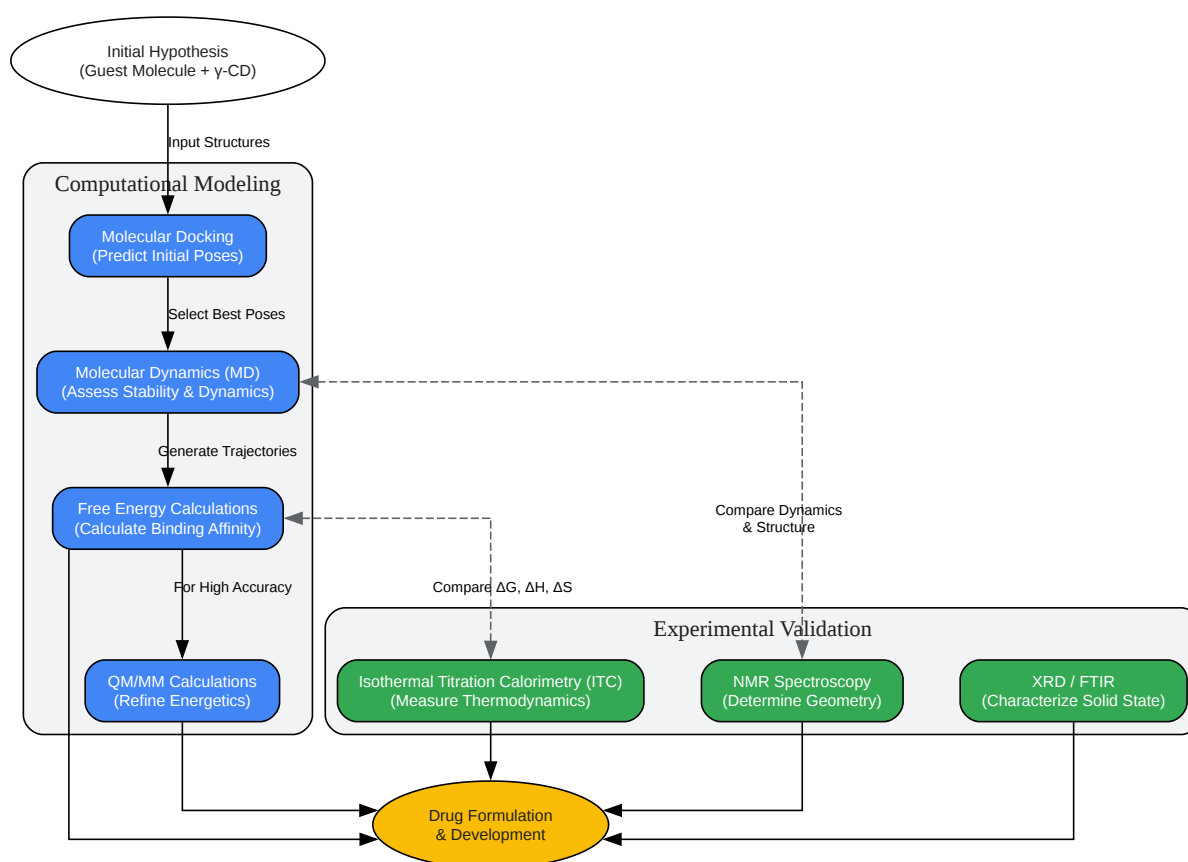 Initial Hypothesis
(Guest Molecule + γ-CD)
Input Structures
Computational Modeling
Molecular Docking
(Predict Initial Poses)
Select Best Poses
Molecular Dynamics (MD)
(Assess Stability & Dynamics)
Generate Trajectories
Free Energy Calculations
(Calculate Binding Affinity)
Compare Dynamics
& Structure
For High Accuracy
Compare ΔG, ΔH, ΔS
Experimental Validation
QM/MM Calculations
(Refine Energetics)
Isothermal Titration Calorimetry (ITC)
(Measure Thermodynamics)
NMR Spectroscopy
(Determine Geometry)
XRD / FTIR
(Characterize Solid State)
Drug Formulation
& Development